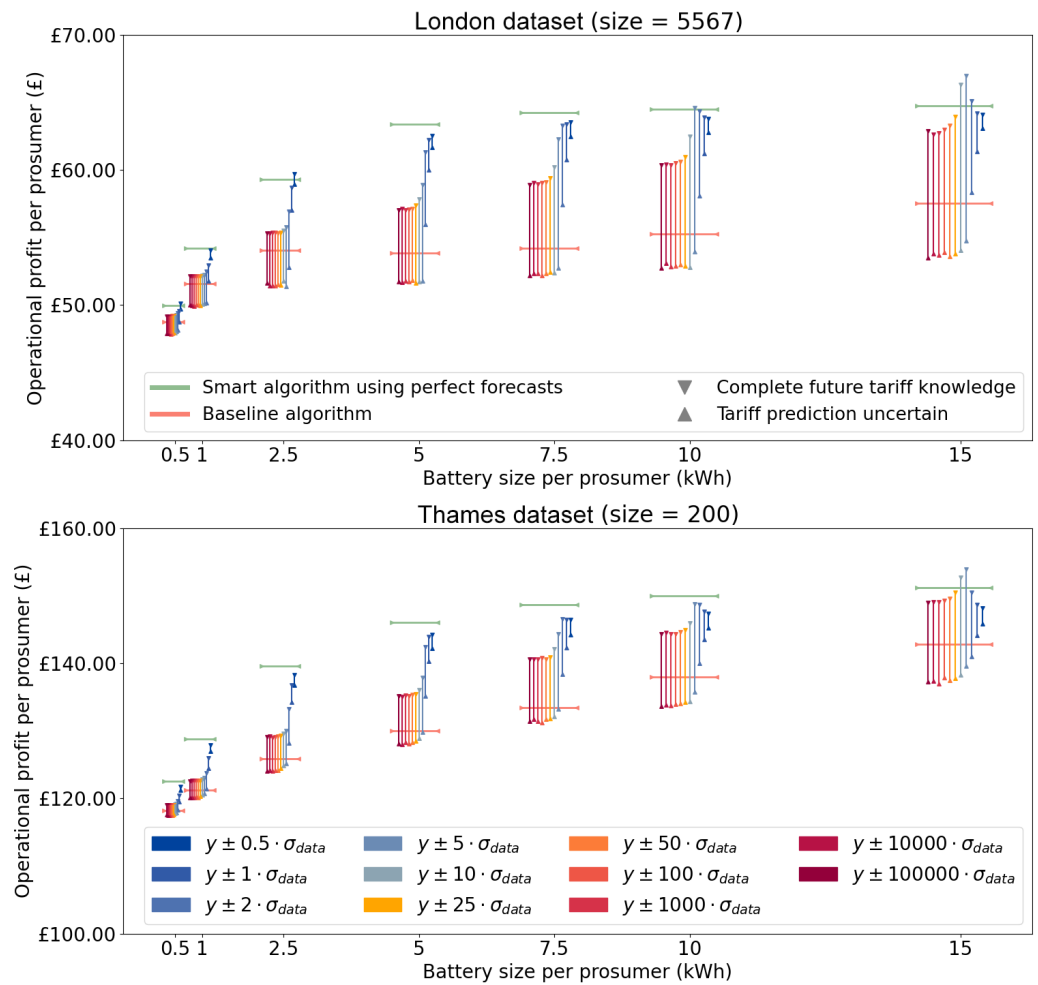 London dataset (size = 5567)
£70.00
£60.00
£50.00
£40.00
Operational profit per prosumer (£)
Smart algorithm using perfect forecasts
Baseline algorithm
Complete future tariff knowledge
Tariff prediction uncertain
0.5 1 2.5 5 7.5 10 15
Battery size per prosumer (kWh)
Thames dataset (size = 200)
£160.00
£140.00
£120.00
£100.00
Operational profit per prosumer (£)
y ± 0.5 · σdata
y ± 1 · σdata
y ± 2 · σdata
y ± 5 · σdata
y ± 10 · σdata
y ± 25 · σdata
y ± 50 · σdata
y ± 100 · σdata
y ± 1000 · σdata
y ± 10000 · σdata
y ± 100000 · σdata
0.5 1 2.5 5 7.5 10 15
Battery size per prosumer (kWh)